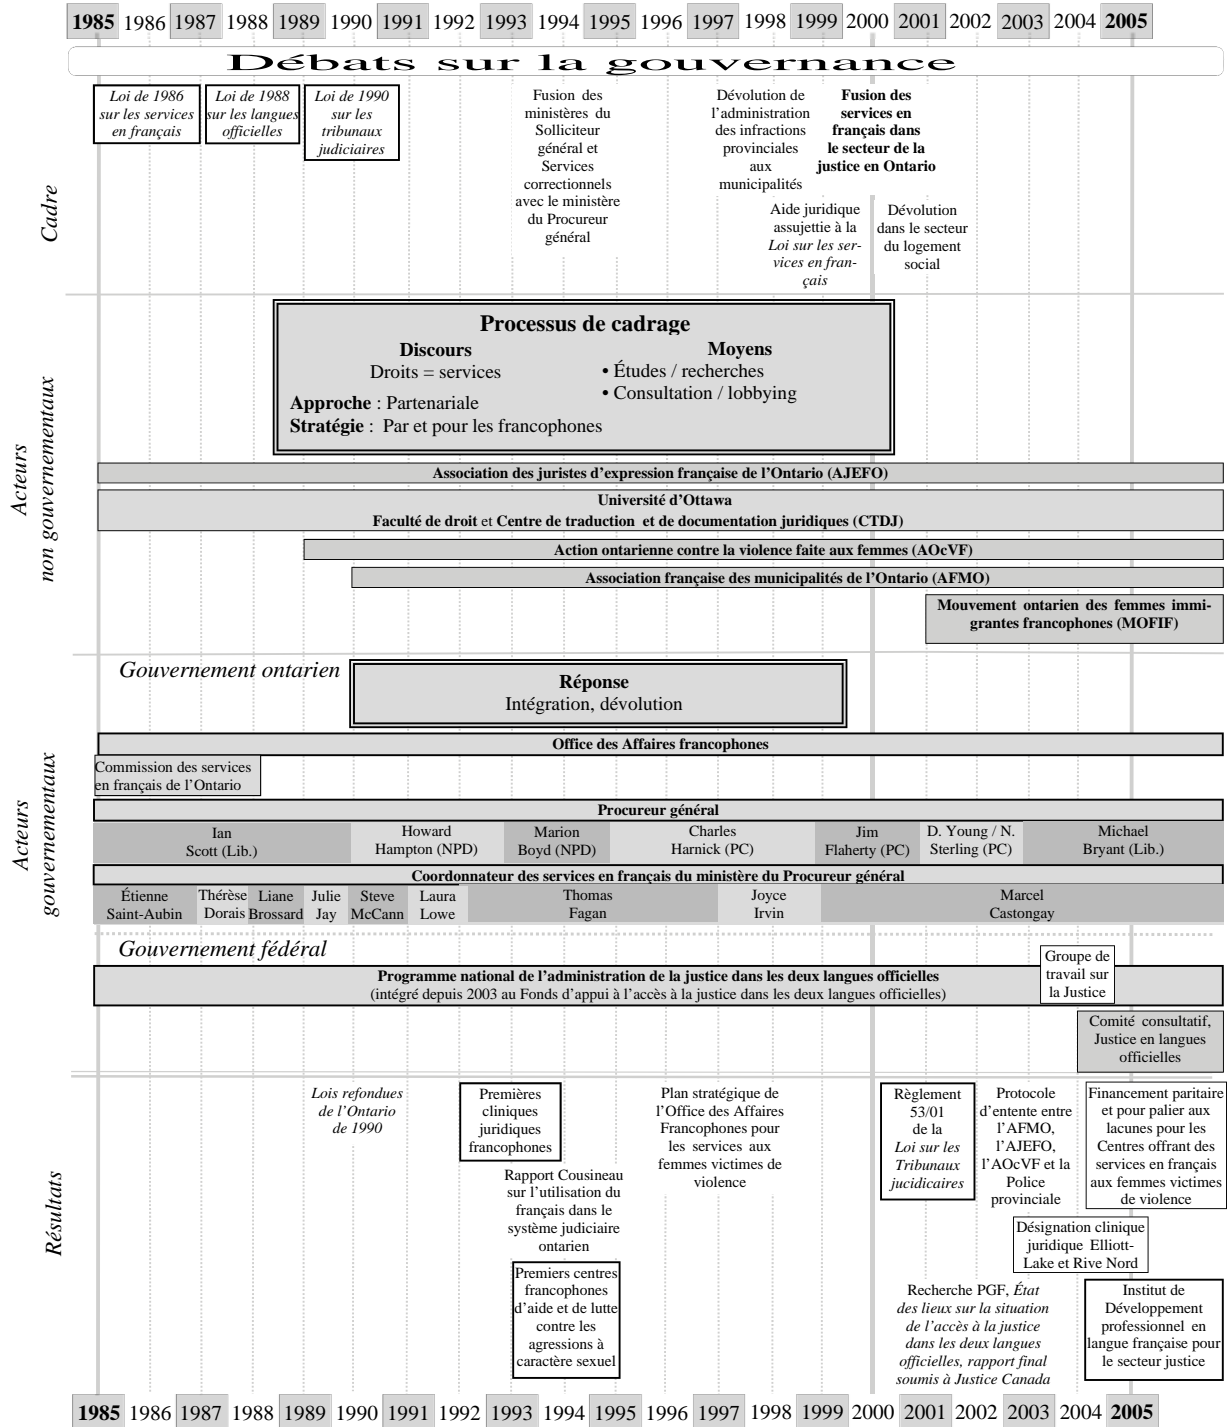 1985 1986 1987 1988 1989 1990 1991 1992 1993 1994 1995 1996 1997 1998 1999 2000 2001 2002 2003 2004 2005
Débats sur la gouvernance
Cadre
Loi de 1986
sur les services
en français
Loi de 1988
sur les langues
officielles
Loi de 1990
sur les
tribunaux
judiciaires
Fusion des
ministères du
Solliciteur
général et
Services
correctionnels
avec le ministère
du Procureur
général
Dévolution de
l'administration
des infractions
provinciales
aux
municipalités
Fusion des
services en
français dans
le secteur de la
justice en Ontario
Aide juridique
assujettie à la
Loi sur les ser-
vices en fran-
çais
Dévolution
dans le secteur
du logement
social
Acteurs
non gouvernementaux
Processus de cadrage
Discours
Droits = services
Moyens
• Études / recherches
• Consultation / lobbying
Approche : Partenariale
Stratégie : Par et pour les francophones
Association des juristes d'expression française de l'Ontario (AJEFO)
Université d'Ottawa
Faculté de droit et Centre de traduction et de documentation juridiques (CTDJ)
Action ontarienne contre la violence faite aux femmes (AOcVF)
Association française des municipalités de l'Ontario (AFMO)
Mouvement ontarien des femmes immi-
grantes francophones (MOFIF)
Acteurs
gouvernementaux
Gouvernement ontarien
Réponse
Intégration, dévolution
Office des Affaires francophones
Commission des services
en français de l'Ontario
Procureur général
Ian
Scott (Lib.)
Howard
Hampton (NPD)
Marion
Boyd (NPD)
Charles
Harnick (PC)
Jim
Flaherty (PC)
D. Young / N.
Sterling (PC)
Michael
Bryant (Lib.)
Coordonnateur des services en français du ministère du Procureur général
Étienne
Saint-Aubin
Thérèse
Dorais
Liane
Brossard
Julie
Jay
Steve
McCann
Laura
Lowe
Thomas
Fagan
Joyce
Irvin
Marcel
Castongay
Gouvernement fédéral
Programme national de l'administration de la justice dans les deux langues officielles
(intégré depuis 2003 au Fonds d'appui à l'accès à la justice dans les deux langues officielles)
Groupe de
travail sur
la Justice
Comité consultatif,
Justice en langues
officielles
Résultats
Lois refondues
de l'Ontario
de 1990
Premières
cliniques
juridiques
francophones
Rapport Cousineau
sur l'utilisation du
français dans le
système judiciaire
ontarien
Premiers centres
francophones
d'aide et de lutte
contre les
agressions à
caractère sexuel
Plan stratégique de
l'Office des Affaires
Francophones pour
les services aux
femmes victimes de
violence
Règlement
53/01
de la
Loi sur les
Tribunaux
jucidicaires
Protocole
d'entente entre
l'AFMO,
l'AJEFO,
l'AOcVF et la
Police
provinciale
Financement paritaire
et pour palier aux
lacunes pour les
Centres offrant des
services en français
aux femmes victimes
de violence
Désignation clinique
juridique Elliott-
Lake et Rive Nord
Recherche PGF, État
des lieux sur la situation
de l'accès à la justice
dans les deux langues
officielles, rapport final
soumis à Justice Canada
Institut de
Développement
professionnel en
langue française pour
le secteur justice
1985 1986 1987 1988 1989 1990 1991 1992 1993 1994 1995 1996 1997 1998 1999 2000 2001 2002 2003 2004 2005